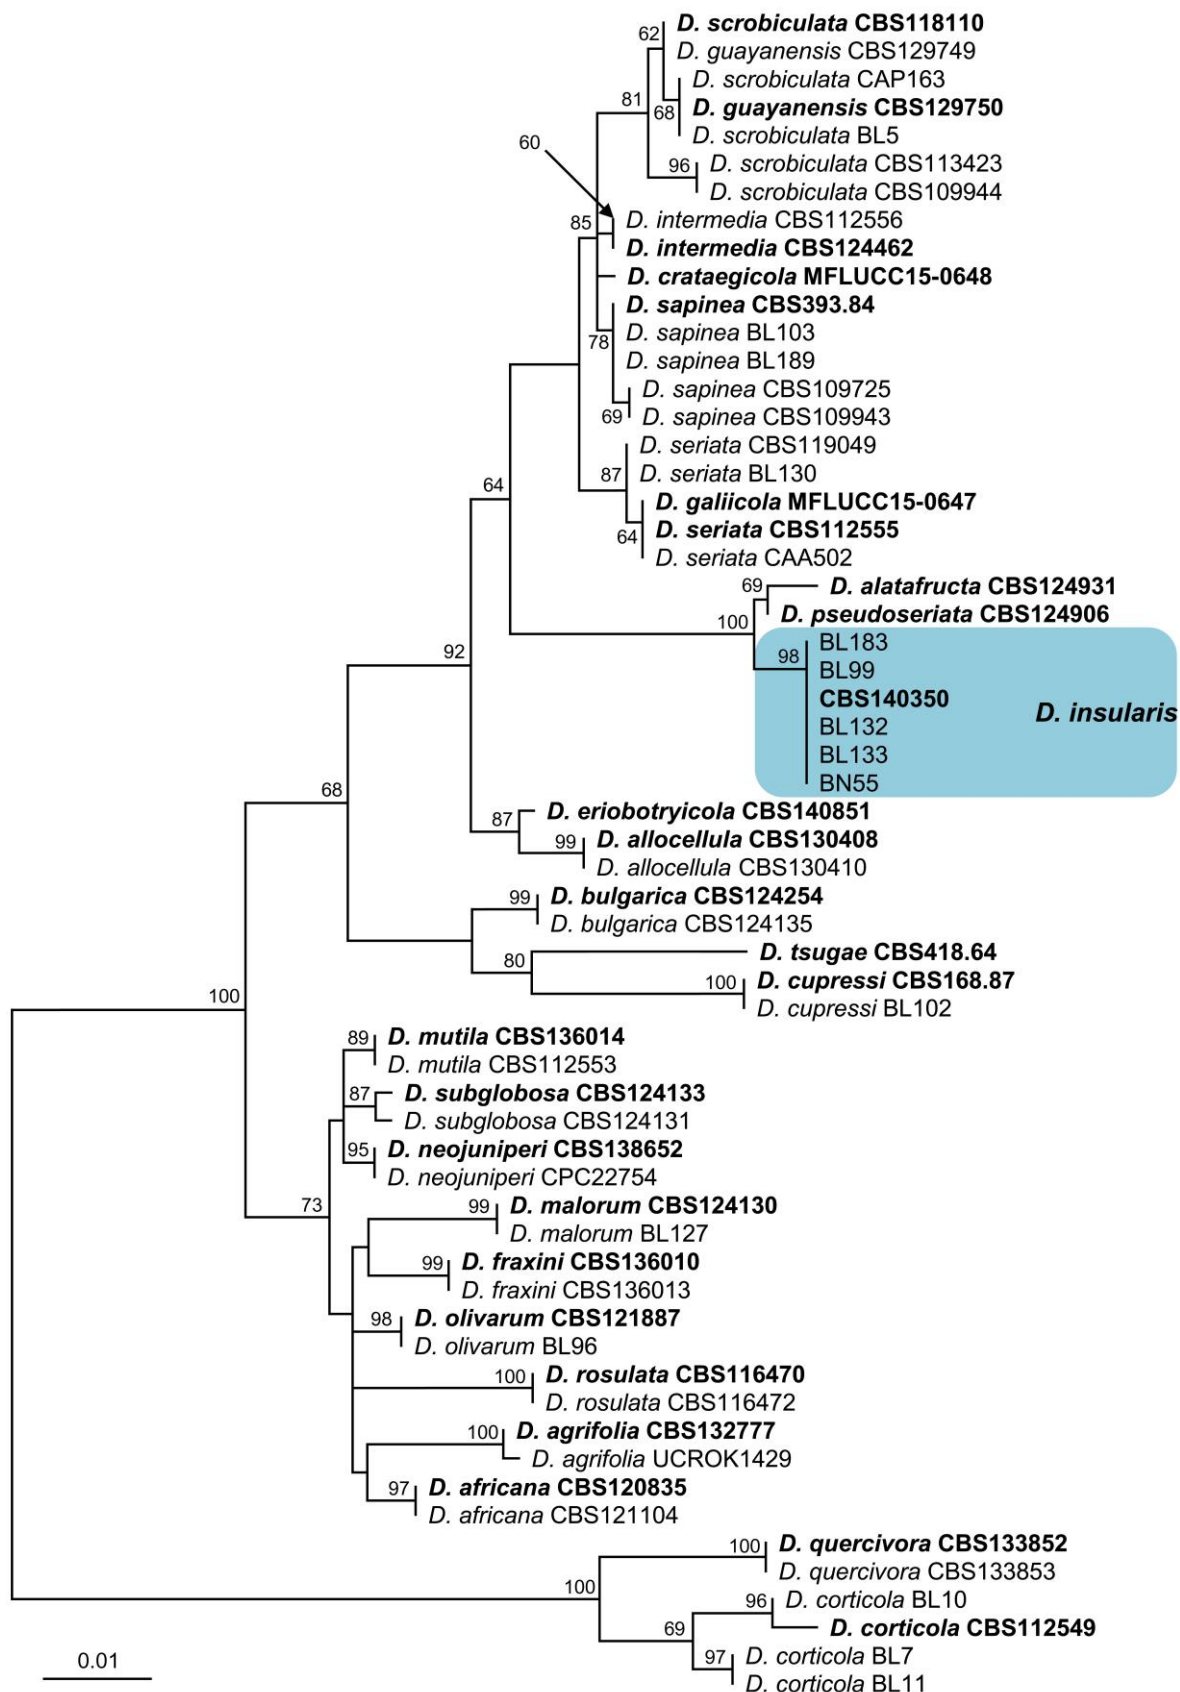 D. scrobiculata CBS118110
62
D. guayanensis CBS129749
D. scrobiculata CAP163
81
68
D. guayanensis CBS129750
D. scrobiculata BL5
60
96
D. scrobiculata CBS113423
D. scrobiculata CBS109944
85
D. intermedia CBS112556
D. intermedia CBS124462
D. crataegicola MFLUCC15-0648
D. sapinea CBS393.84
78
D. sapinea BL103
D. sapinea BL189
D. sapinea CBS109725
69
D. sapinea CBS109943
D. seriata CBS119049
87
D. seriata BL130
64
D. galiicola MFLUCC15-0647
D. seriata CBS112555
64
D. seriata CAA502
69
D. alatafructa CBS124931
100
D. pseudoseriata CBS124906
BL183
92
98
BL99
CBS140350
D. insularis
BL132
BL133
BN55
68
D. eriobotryicola CBS140851
87
99
D. allocellula CBS130408
D. allocellula CBS130410
99
D. bulgarica CBS124254
D. bulgarica CBS124135
80
D. tsugae CBS418.64
100
D. cupressi CBS168.87
100
D. cupressi BL102
89
D. mutila CBS136014
D. mutila CBS112553
87
D. subglobosa CBS124133
D. subglobosa CBS124131
95
D. neojuniperi CBS138652
D. neojuniperi CPC22754
73
99
D. malorum CBS124130
D. malorum BL127
99
D. fraxini CBS136010
D. fraxini CBS136013
98
D. olivarum CBS121887
D. olivarum BL96
100
D. rosulata CBS116470
D. rosulata CBS116472
100
D. agrifolia CBS132777
D. agrifolia UCROK1429
97
D. africana CBS120835
D. africana CBS121104
100
D. quercivora CBS133852
D. quercivora CBS133853
100
96
D. corticola BL10
69
D. corticola CBS112549
97
D. corticola BL7
D. corticola BL11
0.01